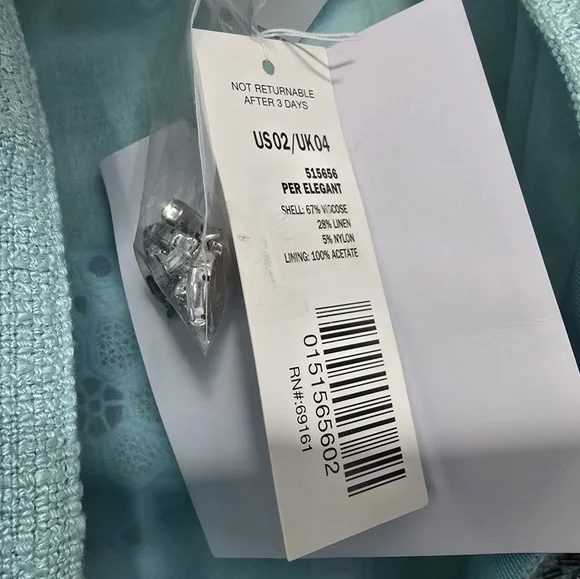 NOT RETURNABLE
AFTER 3 DAYS
US02/UK04
515656
PER ELEGANT
SHELL: 67% VISCOSE
28% LINEN
5% NYLON
LINING: 100% ACETATE
0151565602
RN#:69161